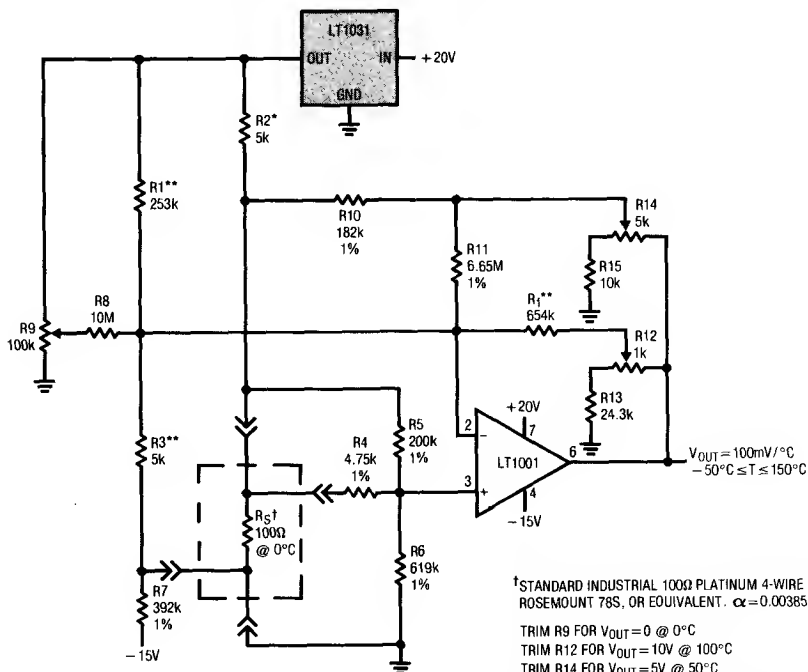 LT1031
OUT
IN
+20V
GND
R2*
5k
R1**
253k
R10
182k
1%
R14
5k
R11
6.65M
1%
R15
10k
R8
10M
R9
100k
Rf**
654k
R12
1k
R13
24.3k
R3**
5k
R5
200k
1%
R4
4.75k
1%
+20V
2
−
7
LT1001
6
3
+
4
−15V
VOUT=100mV/°C
−50°C≤T≤150°C
RS†
100Ω
@ 0°C
R6
619k
1%
R7
392k
1%
−15V
†STANDARD INDUSTRIAL 100Ω PLATINUM 4-WIRE
ROSEMOUNT 78S, OR EQUIVALENT. α=0.00385
TRIM R9 FOR VOUT=0 @ 0°C
TRIM R12 FOR VOUT=10V @ 100°C
TRIM R14 FOR VOUT=5V @ 50°C